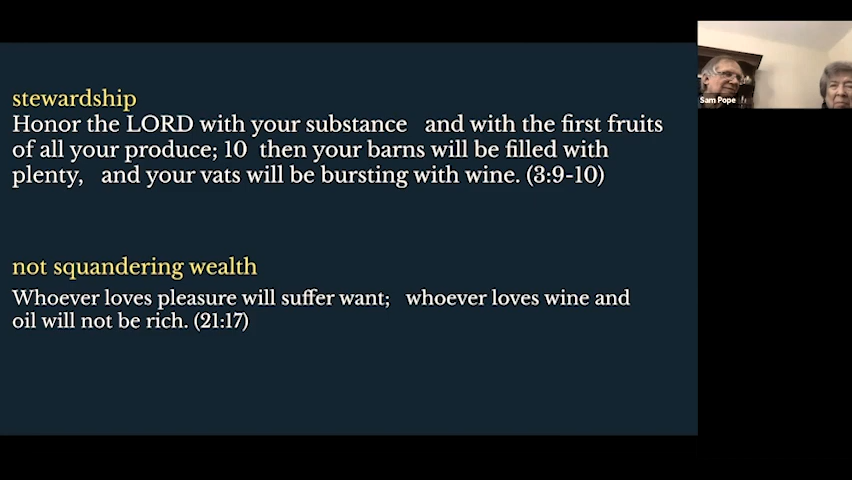 stewardship
Honor the LORD with your substance   and with the first fruits
of all your produce; 10  then your barns will be filled with
plenty,   and your vats will be bursting with wine. (3:9-10)
not squandering wealth
Whoever loves pleasure will suffer want;   whoever loves wine and
oil will not be rich. (21:17)
Sam Pope